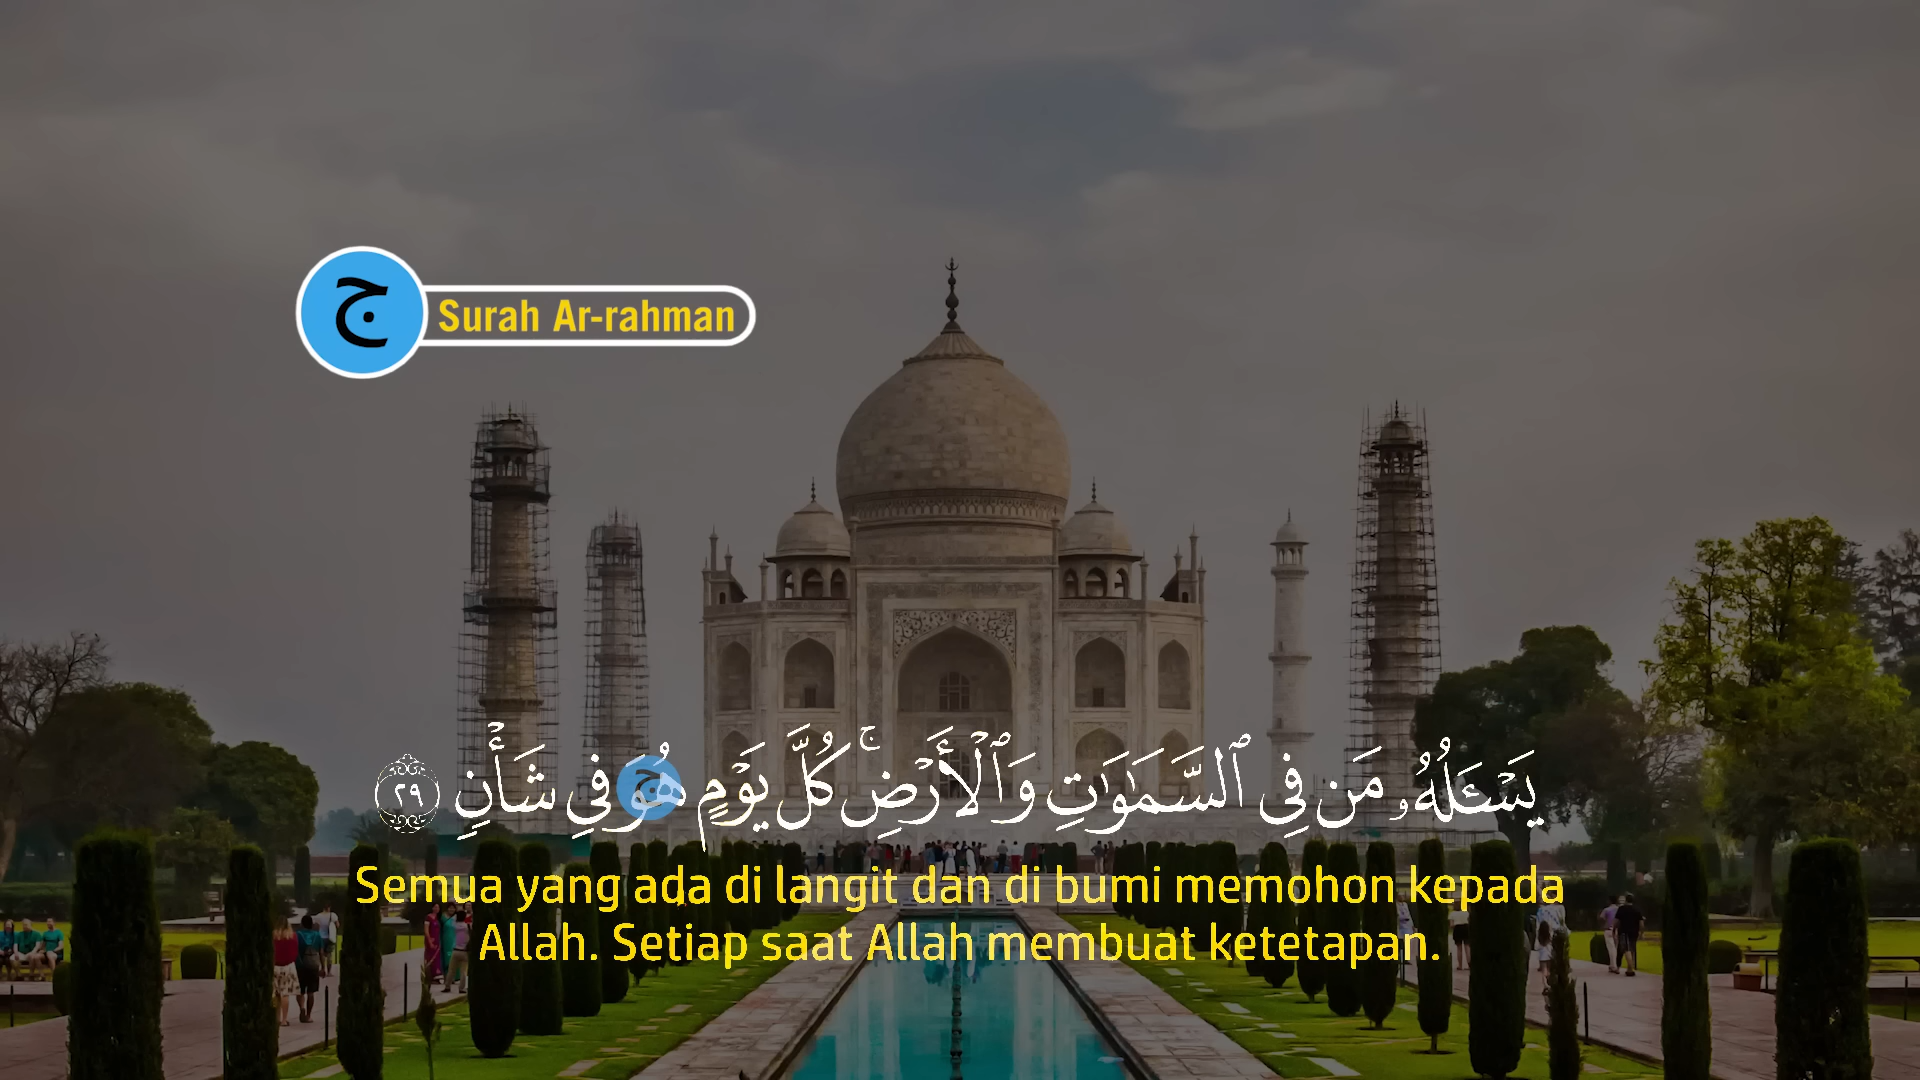 ج
Surah Ar-rahman
يَسْـَٔلُهُۥ مَن فِى ٱلسَّمَـٰوَٰتِ وَٱلْأَرْضِ ۚ كُلَّ يَوْمٍ هُوَ فِى شَأْنٍ ٢٩
ج
Semua yang ada di langit dan di bumi memohon kepada
Allah. Setiap saat Allah membuat ketetapan.